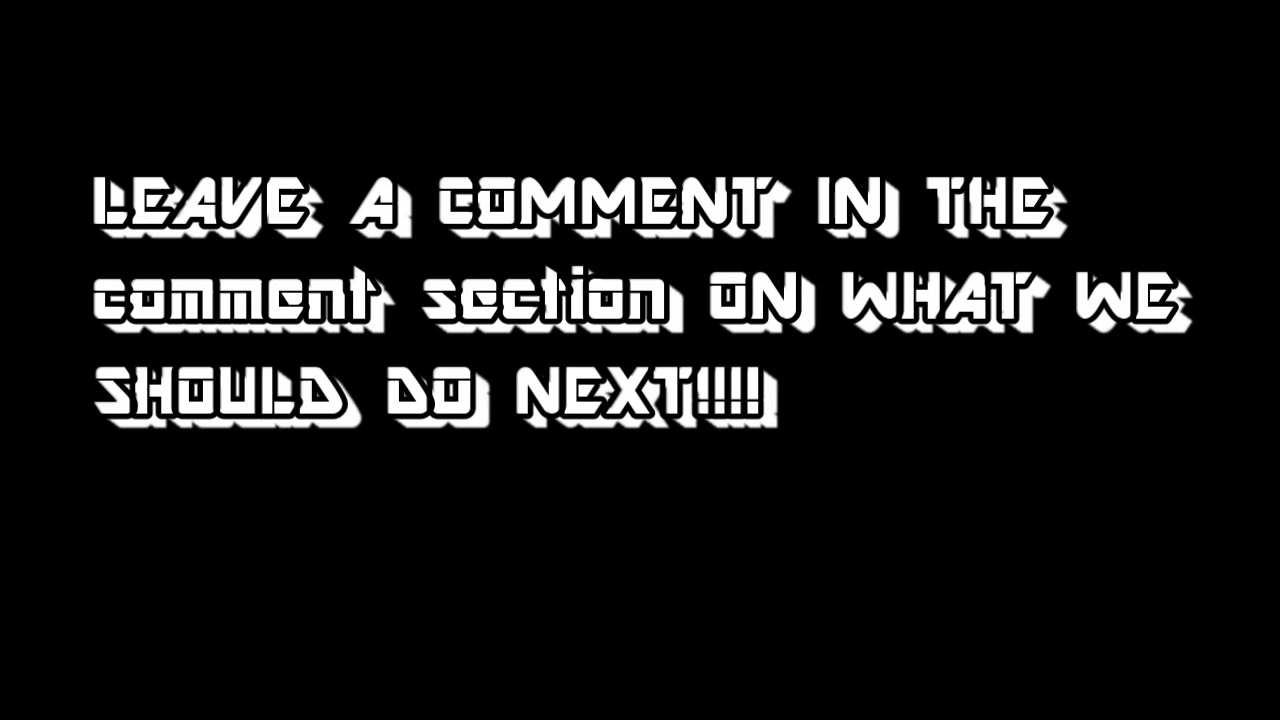 LEAVE A COMMENT IN THE
comment section ON WHAT WE
SHOULD DO NEXT!!!!